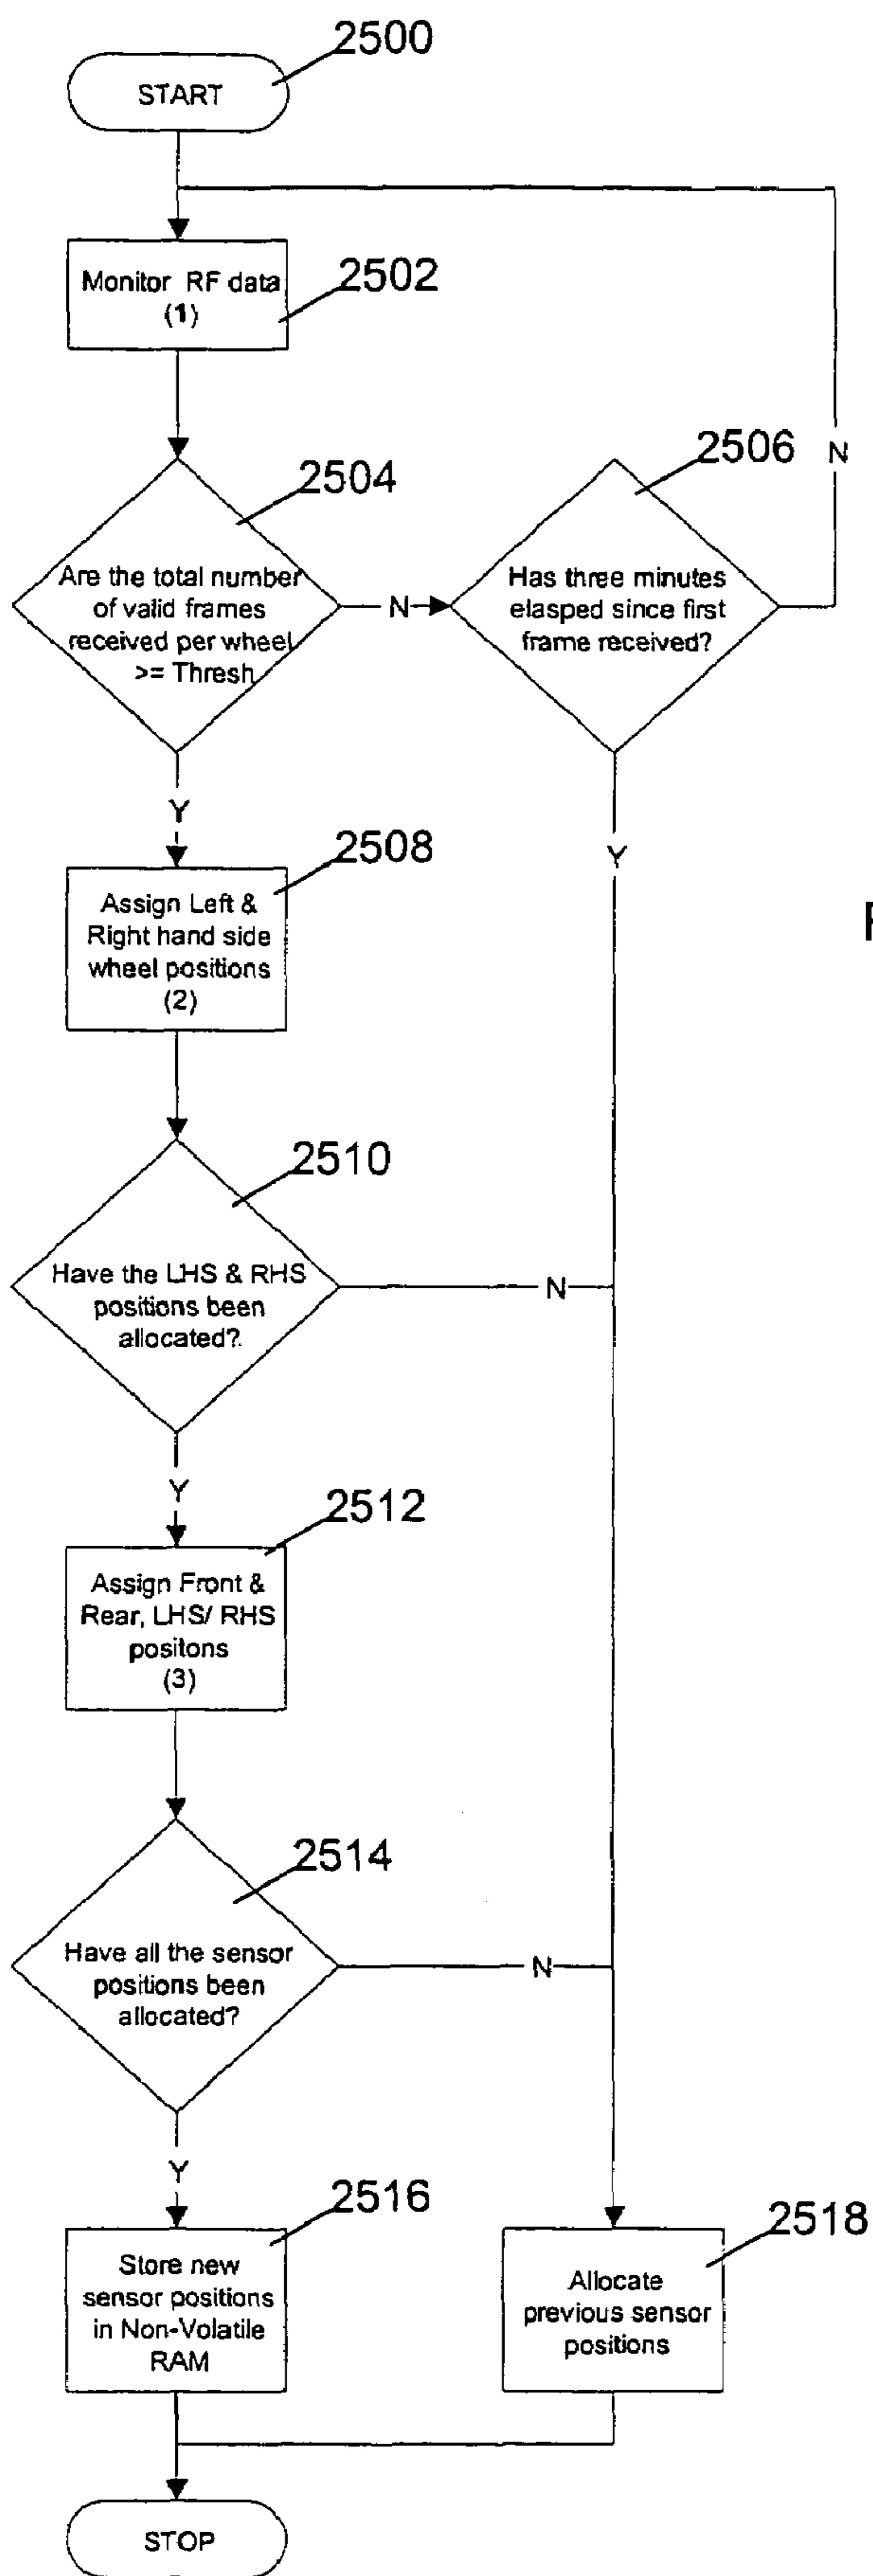 2500
START
2502
Monitor RF data
(1)
2504
Are the total number
of valid frames
received per wheel
>= Thresh
N
2506
Has three minutes
elasped since first
frame received?
N
Y
Y
2508
Assign Left &
Right hand side
wheel positions
(2)
2510
Have the LHS & RHS
positions been
allocated?
N
Y
2512
Assign Front &
Rear, LHS/ RHS
positons
(3)
2514
Have all the sensor
positions been
allocated?
N
Y
2516
Store new
sensor positions
in Non-Volatile
RAM
2518
Allocate
previous sensor
positions
STOP